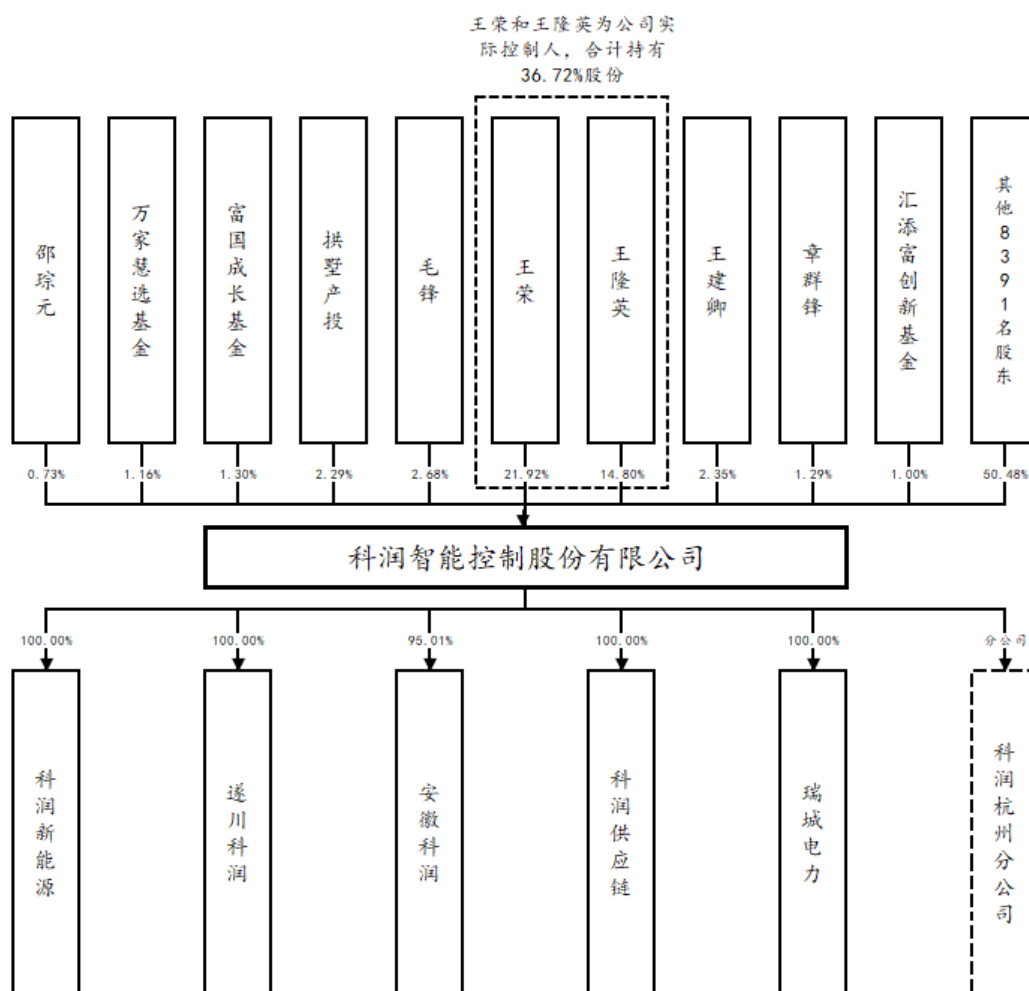 王荣和王隆英为公司实
际控制人，合计持有
36.72%股份
邵琮元
万家慧选基金
富国成长基金
拱墅产投
毛锋
王荣
王隆英
王建卿
章群锋
汇添富创新基金
其他8391名股东
0.73%
1.16%
1.30%
2.29%
2.68%
21.92%
14.80%
2.35%
1.29%
1.00%
50.48%
科润智能控制股份有限公司
100.00%
100.00%
95.01%
100.00%
100.00%
分公司
科润新能源
遂川科润
安徽科润
科润供应链
瑞城电力
科润杭州分公司